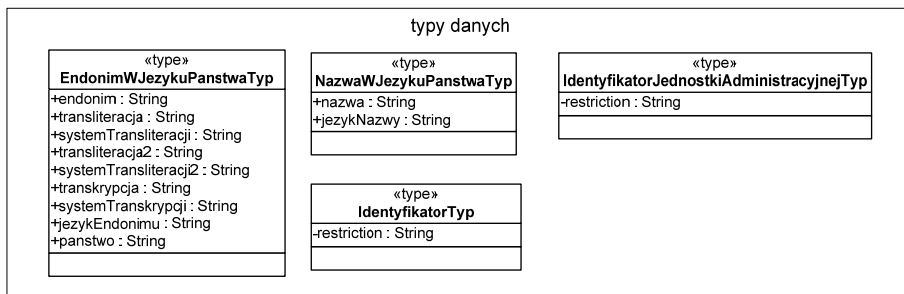 typy danych
«type»
EndonimWJezykuPanstwaTyp
+endonim : String
+transliteracja : String
+systemTransliteracji : String
+transliteracja2 : String
+systemTransliteracji2 : String
+transkrypcja : String
+systemTranskrypcji : String
+jezykEndonimu : String
+panstwo : String
«type»
NazwaWJezykuPanstwaTyp
+nazwa : String
+jezykNazwy : String
«type»
IdentyfikatorJednostkiAdministracyjnejTyp
-restriction : String
«type»
IdentyfikatorTyp
-restriction : String